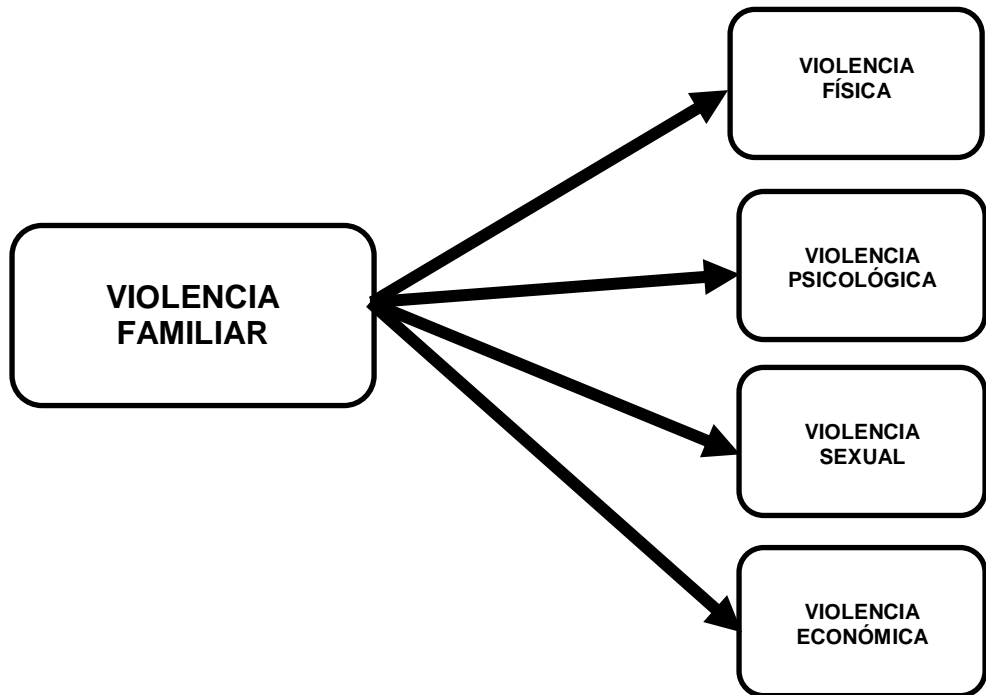 VIOLENCIA
FÍSICA
VIOLENCIA
PSICOLÓGICA
VIOLENCIA
FAMILIAR
VIOLENCIA
SEXUAL
VIOLENCIA
ECONÓMICA